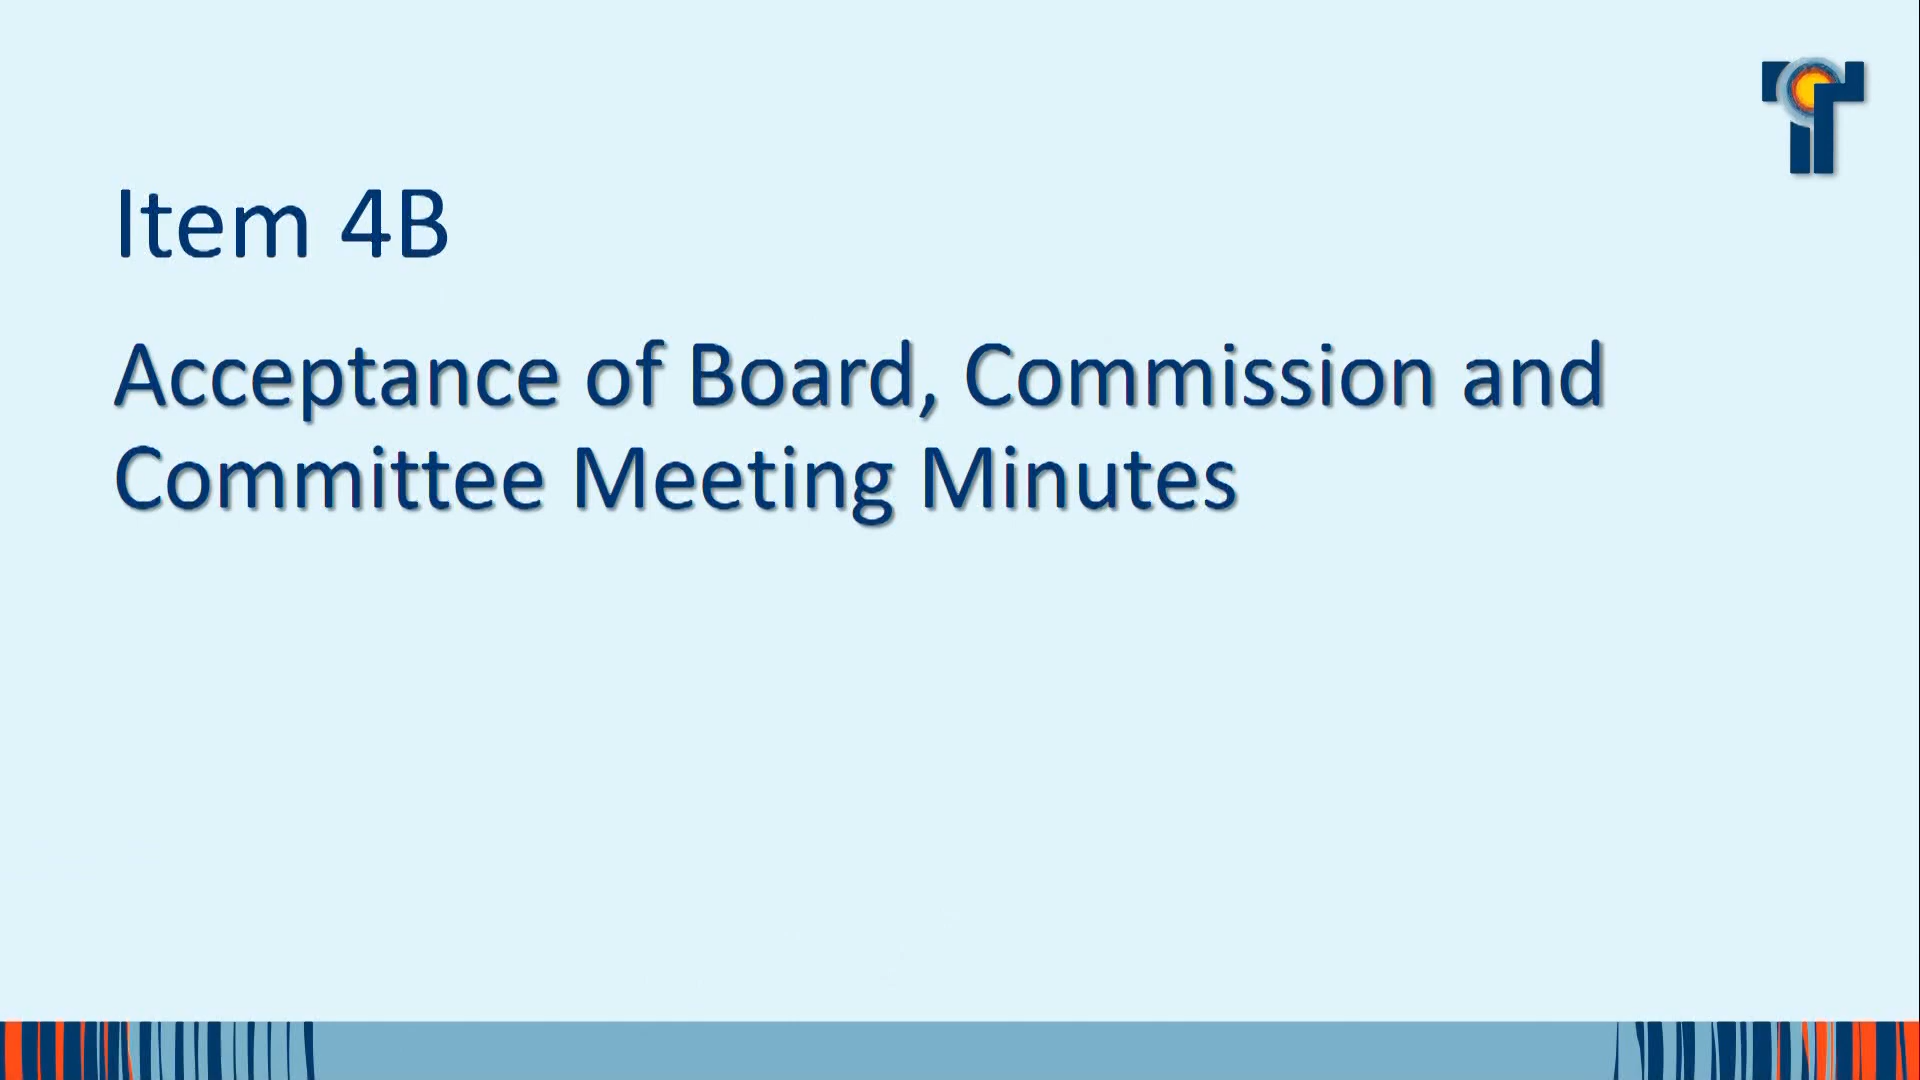 Item 4B
Acceptance of Board, Commission and
Committee Meeting Minutes